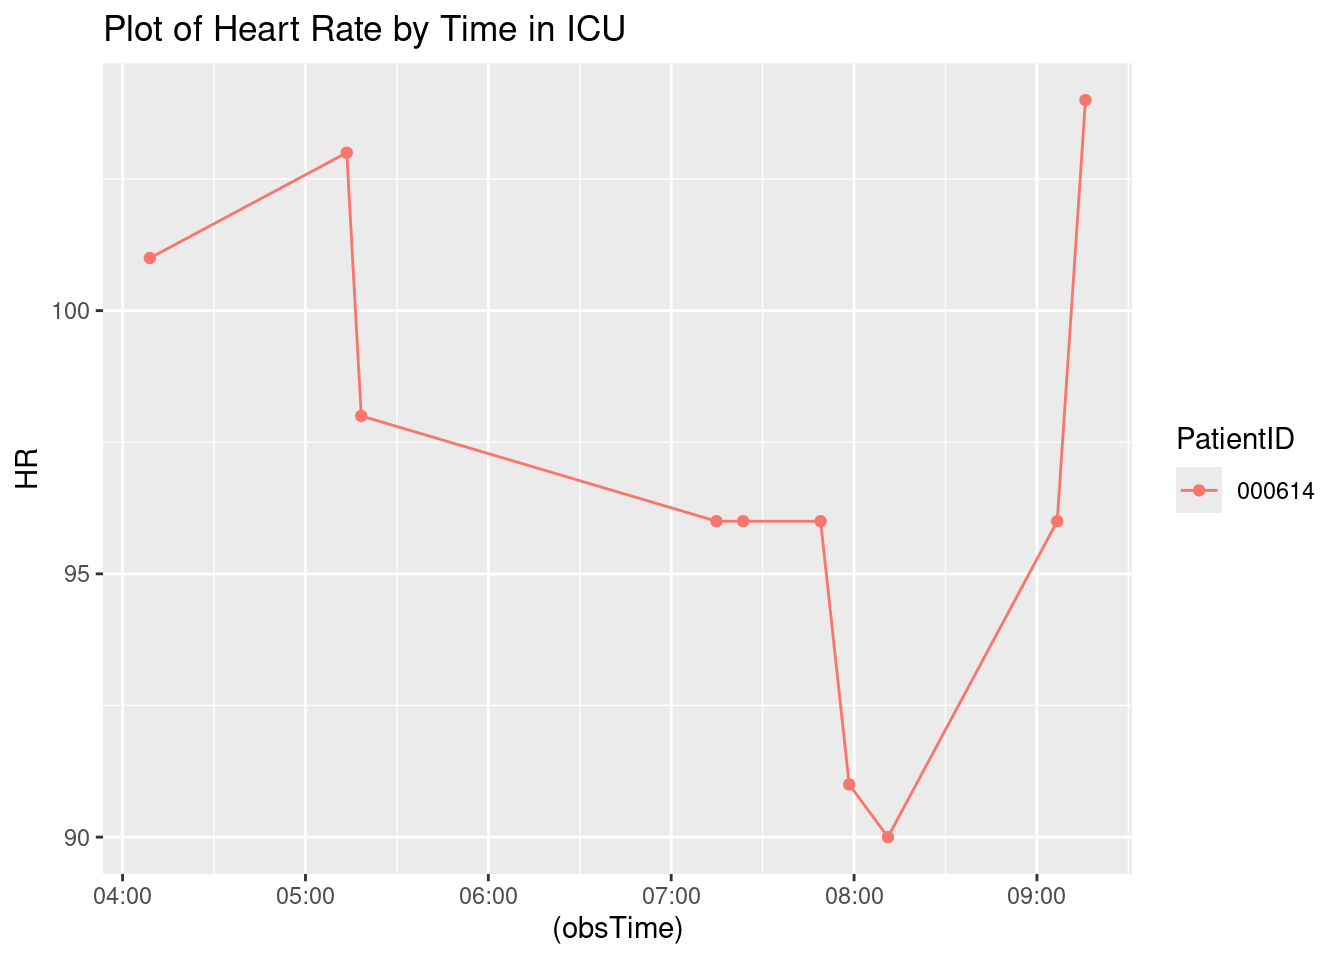 Plot of Heart Rate by Time in ICU
HR
100
95
90
04:00 05:00 06:00 07:00 08:00 09:00
(obsTime)
PatientID
000614